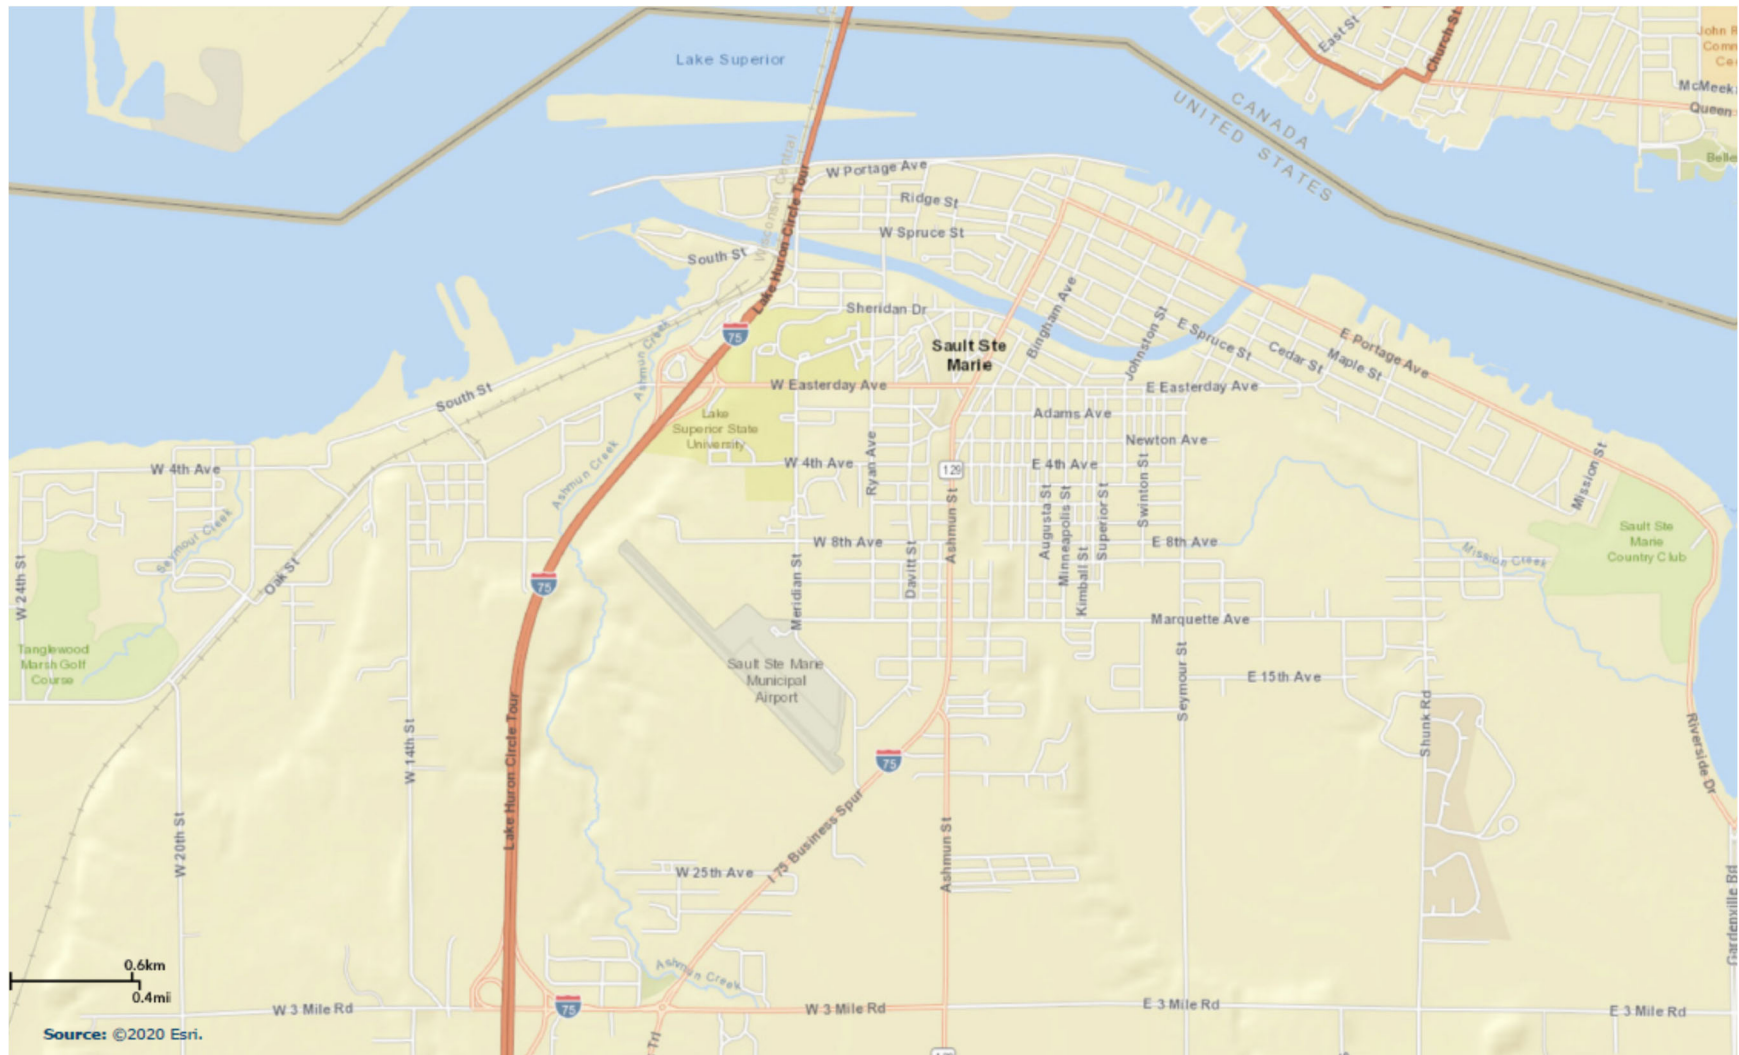 Lake Superior
East St
Church St
John R
Comm
Cen
McMeek
Queen
Belle
CANADA
UNITED STATES
Wisconsin Central
Lake Huron Circle Tour
W Portage Ave
Ridge St
W Spruce St
South St
Sheridan Dr
Bingham Ave
Johnston St
E Spruce St
Cedar St
Maple St
E Portage Ave
75
Sault Ste
Marie
Ashmun Creek
South St
W Easterday Ave
E Easterday Ave
Lake
Superior State
University
Adams Ave
Newton Ave
W 4th Ave
W 4th Ave
E 4th Ave
129
Ryan Ave
Ashmun St
Augusta St
Minneapolis St
Superior St
Swinton St
Kimball St
Mission St
Ashmun Creek
Seymour Creek
W 24th St
Oak St
75
W 8th Ave
E 8th Ave
Davitt St
Meridian St
Mission Creek
Sault Ste
Marie
Country Club
Marquette Ave
Tanglewood
Marsh Golf
Course
Sault Ste Marie
Municipal
Airport
Seymour St
E 15th Ave
Shunk Rd
Riverside Dr
W 14th St
Lake Huron Circle Tour
75
I 75 Business Spur
W 20th St
W 25th Ave
Ashmun St
Gardenville Rd
Ashmun Creek
0.6km
0.4mi
W 3 Mile Rd
75
W 3 Mile Rd
E 3 Mile Rd
E 3 Mile Rd
Trl
Source: ©2020 Esri.